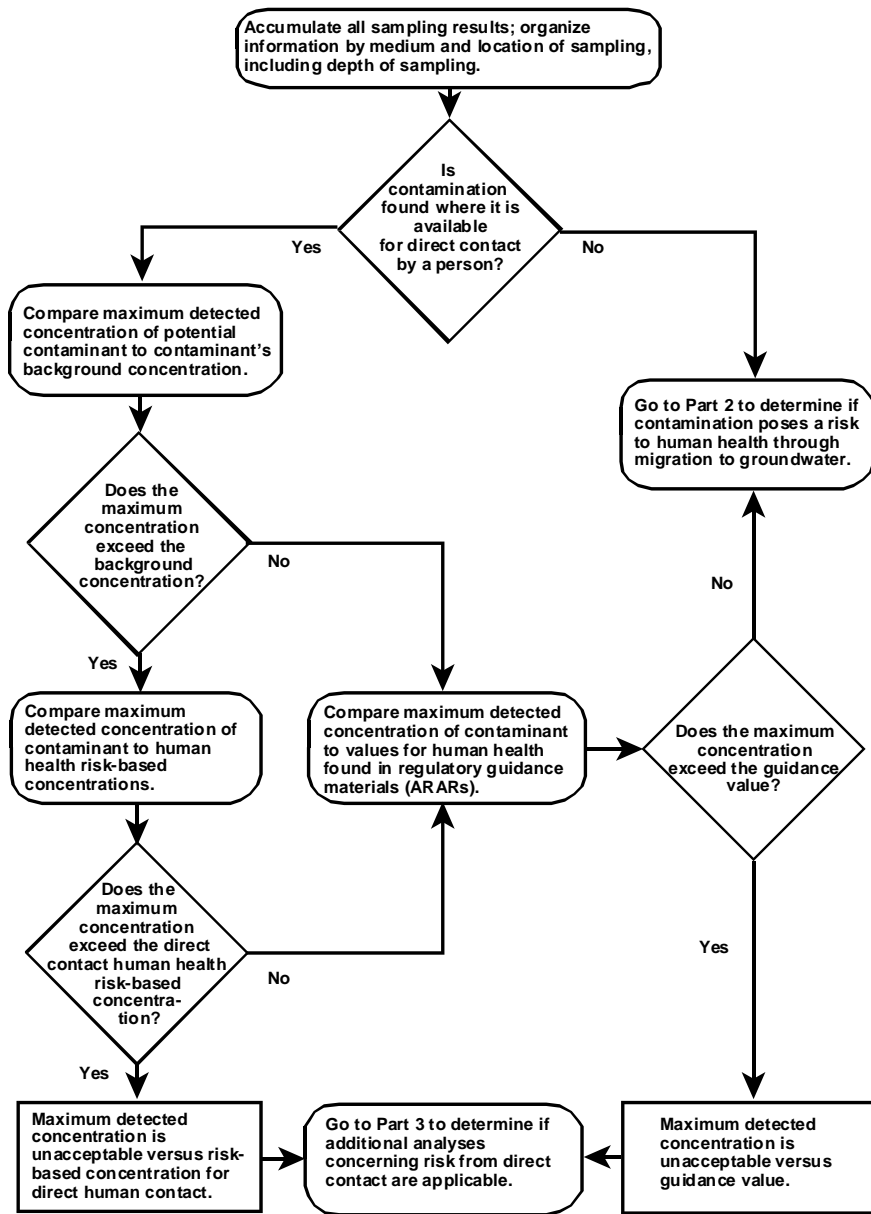 Accumulate all sampling results; organize
information by medium and location of sampling,
including depth of sampling.
Is
contamination
found where it is
available
for direct contact
by a person?
Yes
No
Compare maximum detected
concentration of potential
contaminant to contaminant's
background concentration.
Go to Part 2 to determine if
contamination poses a risk
to human health through
migration to groundwater.
Does the
maximum
concentration
exceed the
background
concentration?
No
Yes
No
Compare maximum
detected concentration of
contaminant to human
health risk-based
concentrations.
Compare maximum detected
concentration of contaminant
to values for human health
found in regulatory guidance
materials (ARARs).
Does the maximum
concentration
exceed the guidance
value?
Does the
maximum
concentration
exceed the direct
contact human health
risk-based
concentra-
tion?
No
Yes
Yes
Maximum detected
concentration is
unacceptable versus risk-
based concentration for
direct human contact.
Go to Part 3 to determine if
additional analyses
concerning risk from direct
contact are applicable.
Maximum detected
concentration is
unacceptable versus
guidance value.